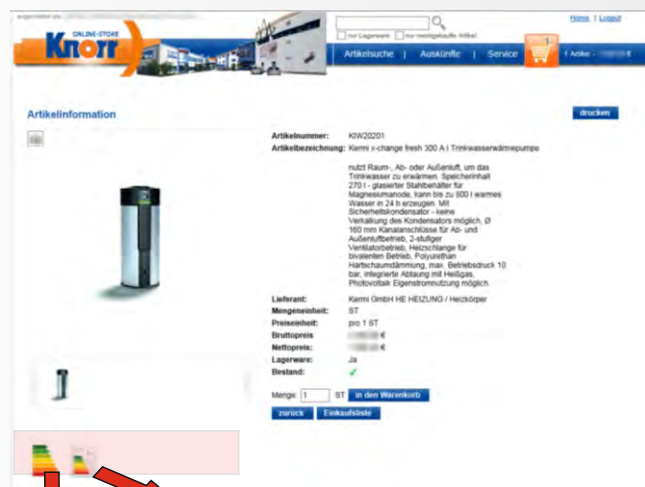 Home | Logout
ONLINE-STORE
Knorr
nur Lagerware
Artikelsuche | Auskünfte | Service
1
1 Artikel - €
Artikelinformation
drucken
Artikelnummer: KIW20201
Artikelbezeichnung: Kermi x-change fresh 300 A I Trinkwasserwärmepumpe
nutzt Raum-, Ab- oder Außenluft, um das
Trinkwasser zu erwärmen. Speicherinhalt
270 l - glasierter Stahlbehälter für
Magnesiumanode, kann bis zu 600 l warmes
Wasser in 24 h erzeugen. Mit
Sicherheitskondensator - keine
Verkalkung des Kondensators möglich, Ø
160 mm Kanalanschlüsse für Ab- und
Außenluftbetrieb, 2-stufiger
Ventilatorbetrieb, Heizschlange für
bivalenten Betrieb, Polyurethan
Hartschaumdämmung, max. Betriebsdruck 10
bar, integrierte Abtauung mit Heißgas,
Photovoltaik Eigenstromnutzung möglich.
Lieferant: Kermi GmbH HE HEIZUNG / Heizkörper
Mengeneinheit: ST
Preiseinheit: pro 1 ST
Bruttopreis €
Nettopreis: €
Lagerware: Ja
Bestand:
Menge: 1 ST in den Warenkorb
zurück Einkaufsliste